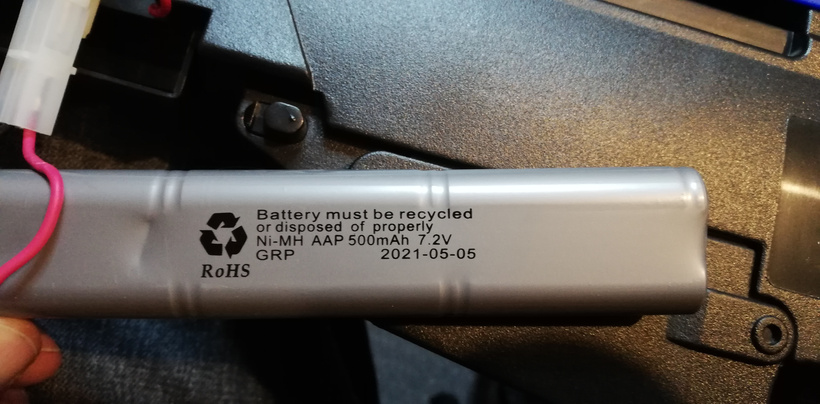 Battery must be recycled
or disposed of properly
Ni-MH AAP 500mAh 7.2V
GRP 2021-05-05
RoHS